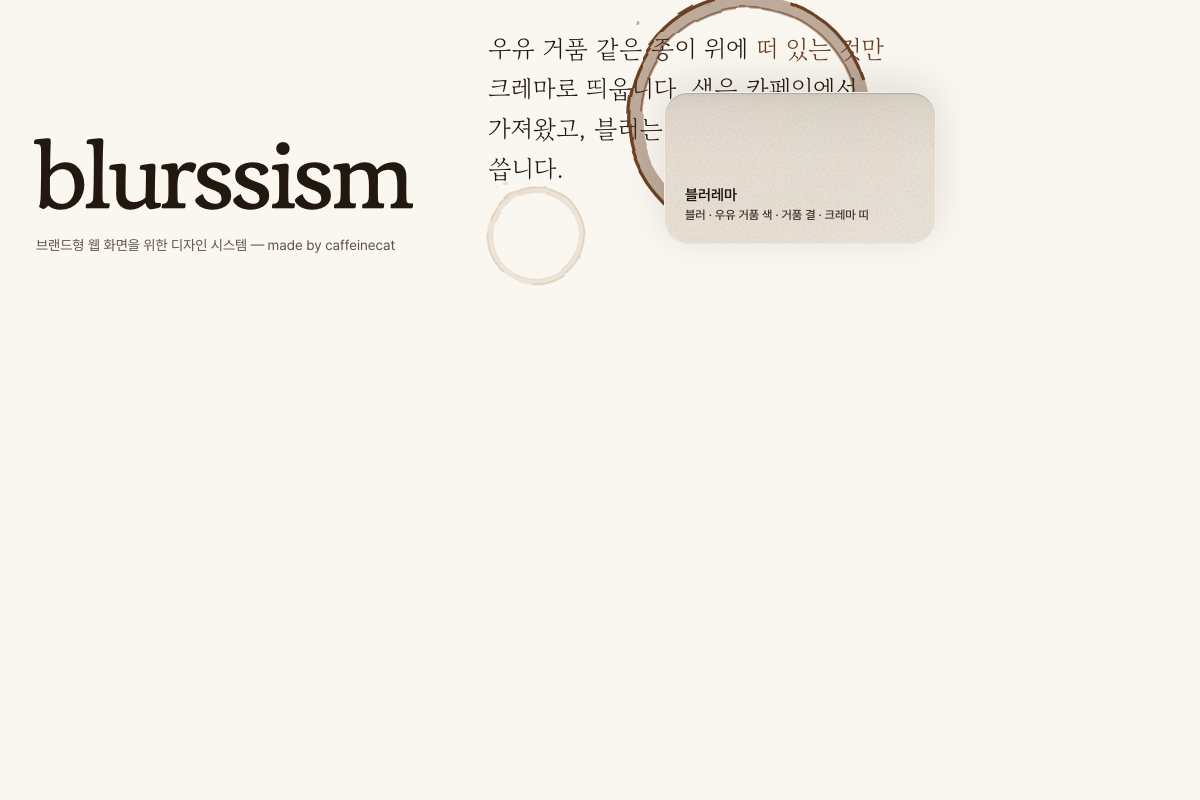 blurssism
브랜드형 웹 화면을 위한 디자인 시스템 — made by caffeinecat
우유 거품 같은 종이 위에 떠 있는 것만
크레마로 띄웁니다. 색은 카페인에서
가져왔고, 블러는
씁니다.
블러레마
블러 · 우유 거품 색 · 거품 결 · 크레마 띠